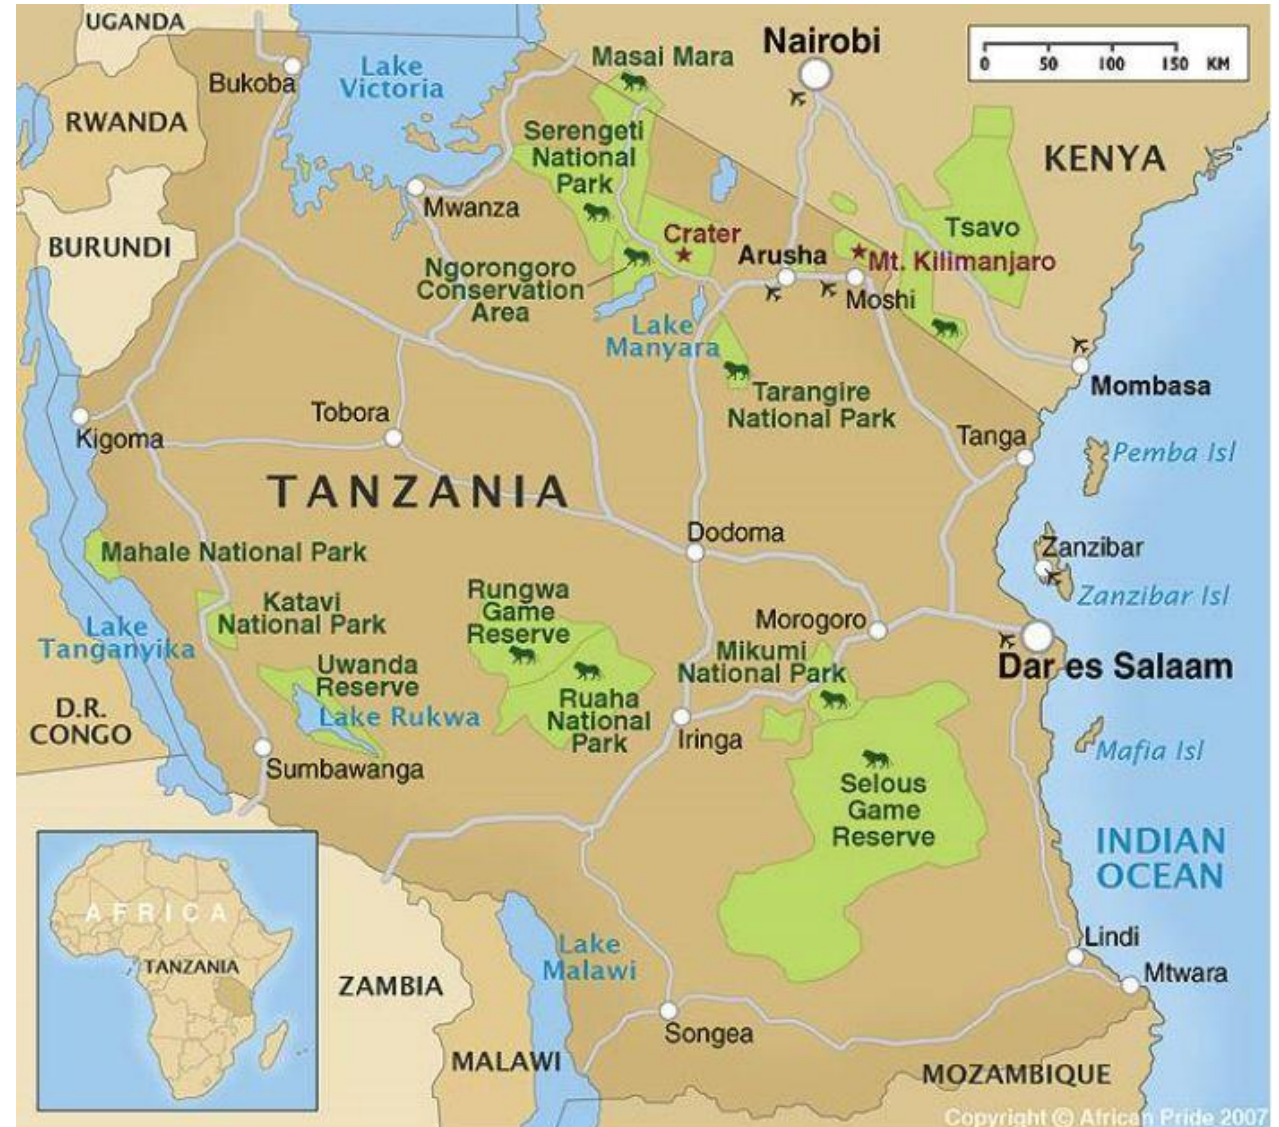 UGANDA
Nairobi
0 50 100 150 KM
Masai Mara
Lake
Victoria
Bukoba
RWANDA
Serengeti
National
Park
KENYA
Mwanza
Tsavo
BURUNDI
Crater
Arusha
Mt. Kilimanjaro
Ngorongoro
Conservation
Area
Moshi
Lake
Manyara
Mombasa
Tarangire
National Park
Tobora
Kigoma
Tanga
Pemba Isl
TANZANIA
Dodoma
Zanzibar
Mahale National Park
Zanzibar Isl
Rungwa
Game
Reserve
Katavi
National Park
Lake
Tanganyika
Morogoro
Mikumi
National Park
Dar es Salaam
Uwanda
Reserve
Lake Rukwa
Ruaha
National
Park
D.R.
CONGO
Iringa
Mafia Isl
Sumbawanga
Selous
Game
Reserve
INDIAN
OCEAN
AFRICA
TANZANIA
Lake
Malawi
Lindi
Mtwara
ZAMBIA
Songea
MALAWI
MOZAMBIQUE
Copyright © African Pride 2007